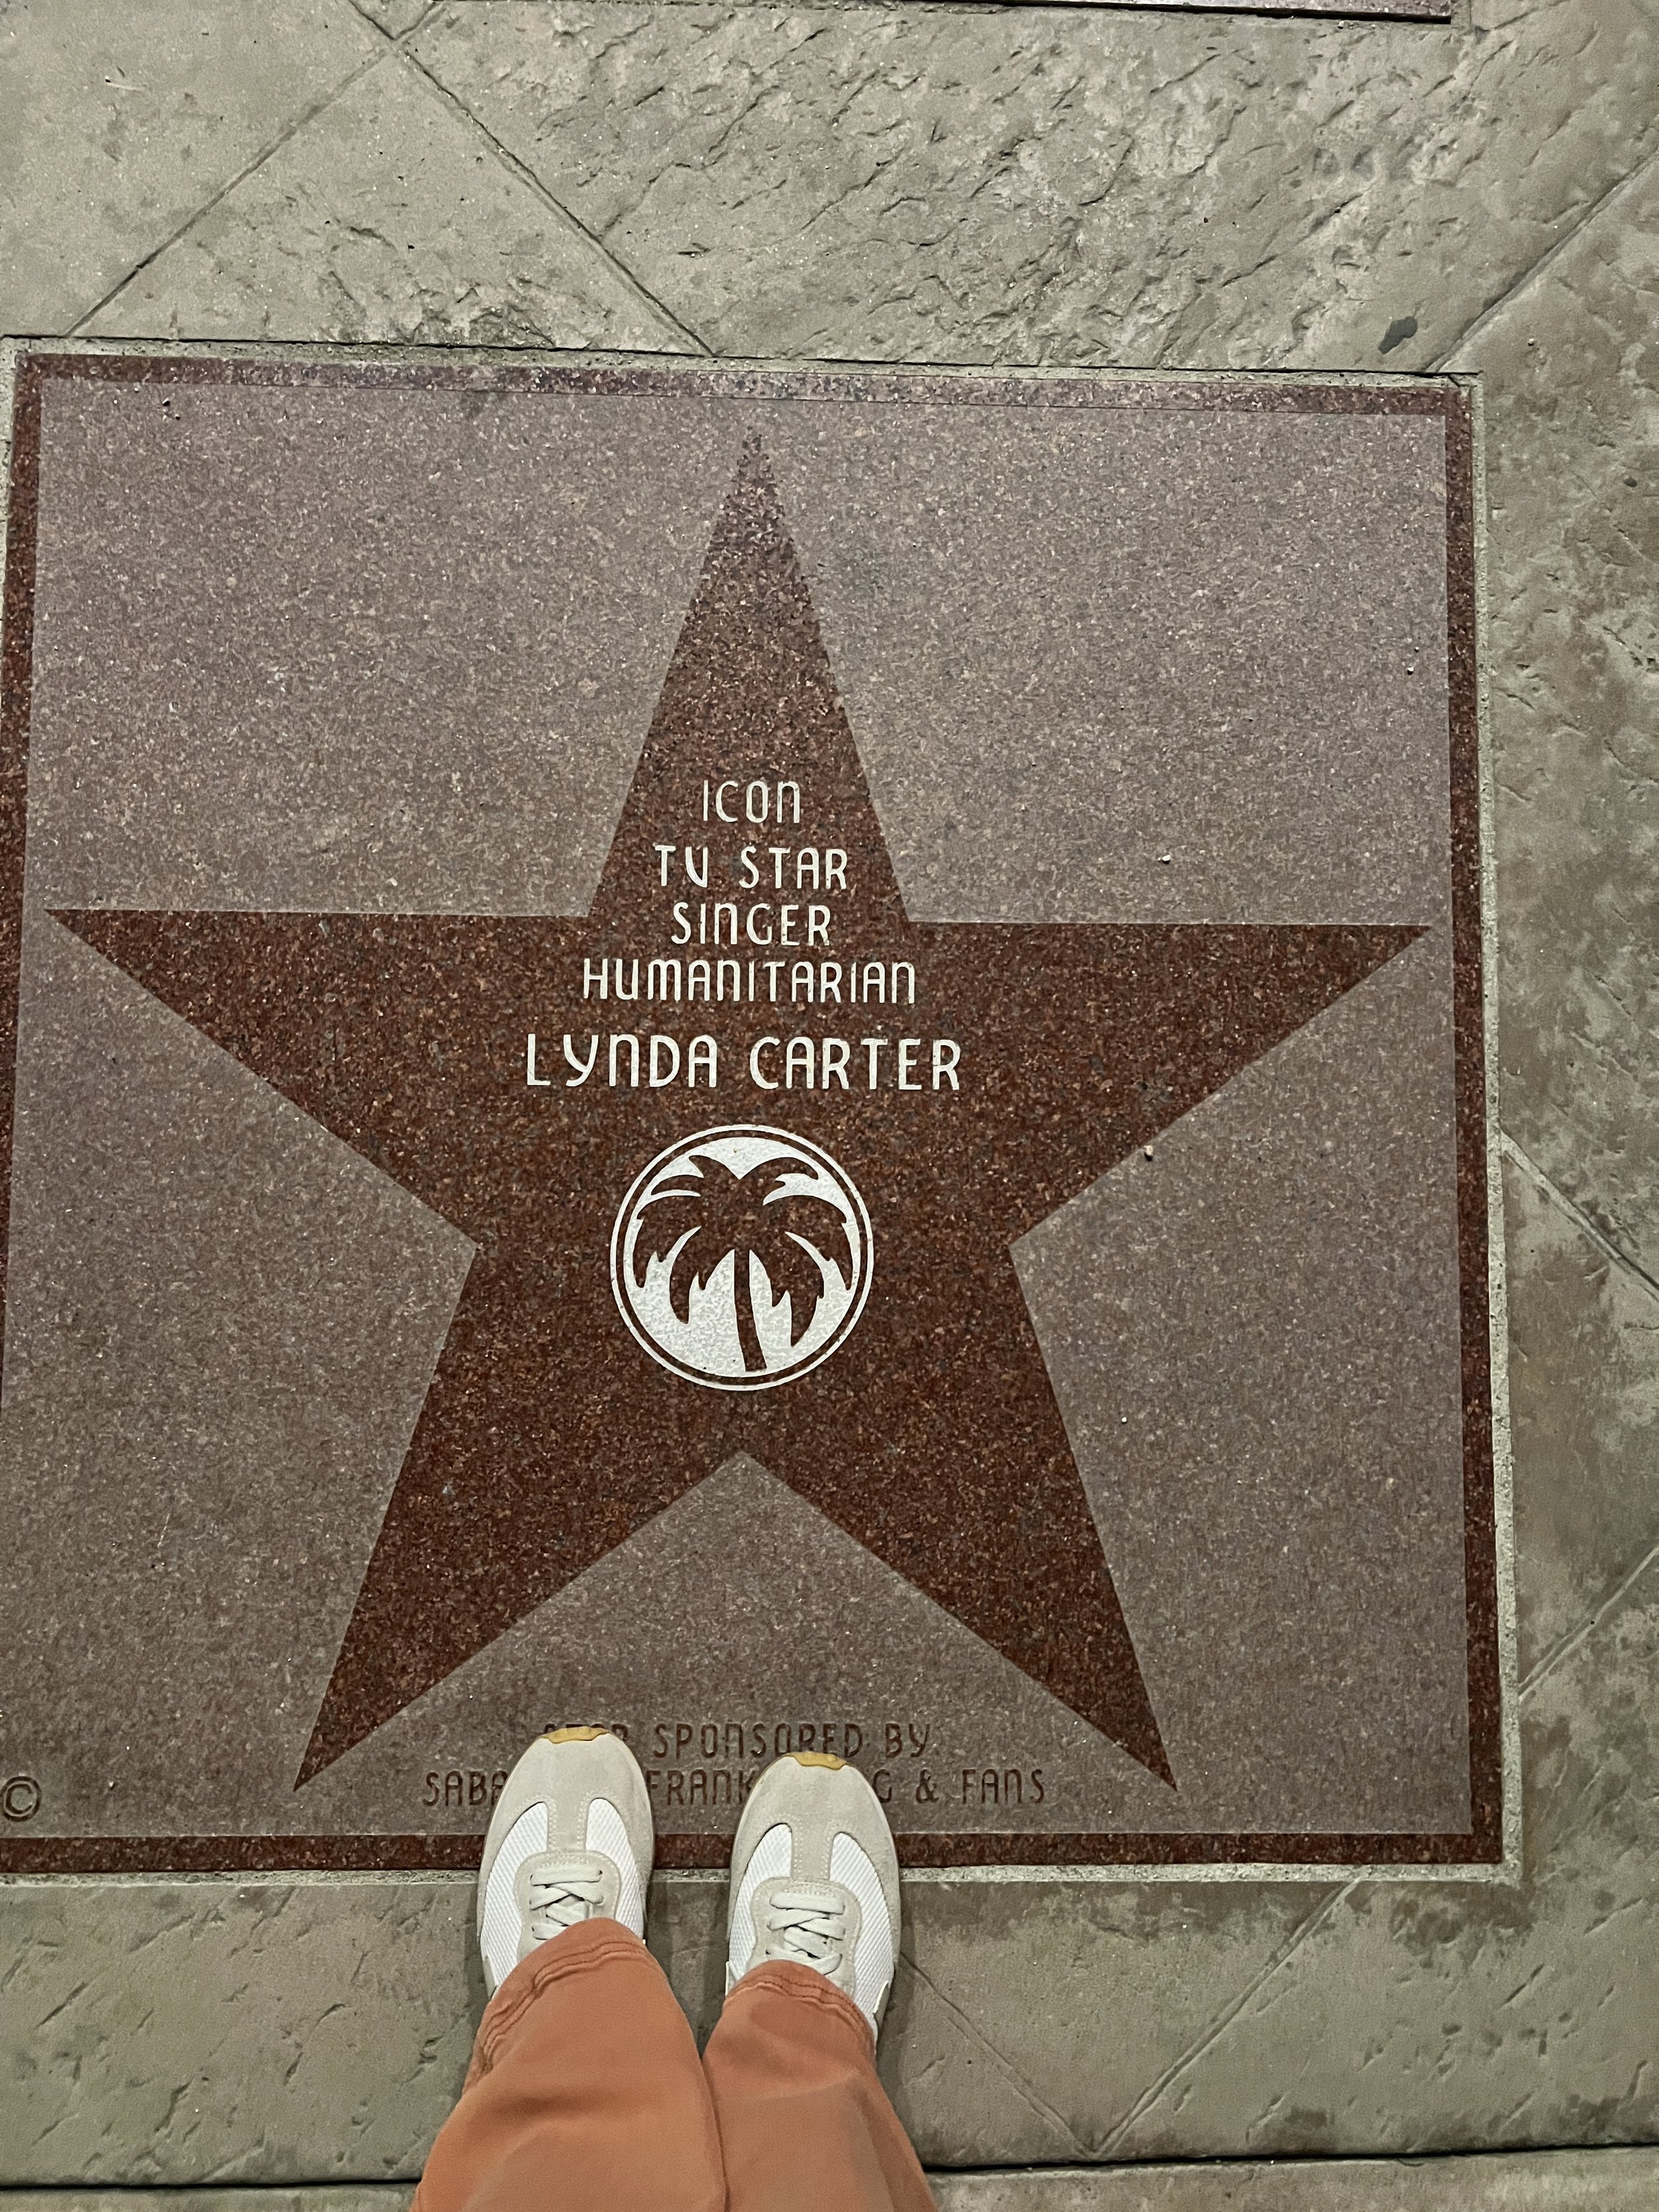 ICON
TV STAR
SINGER
HUMANITARIAN
LYNDA CARTER
SPONSORED BY
& FANS
©